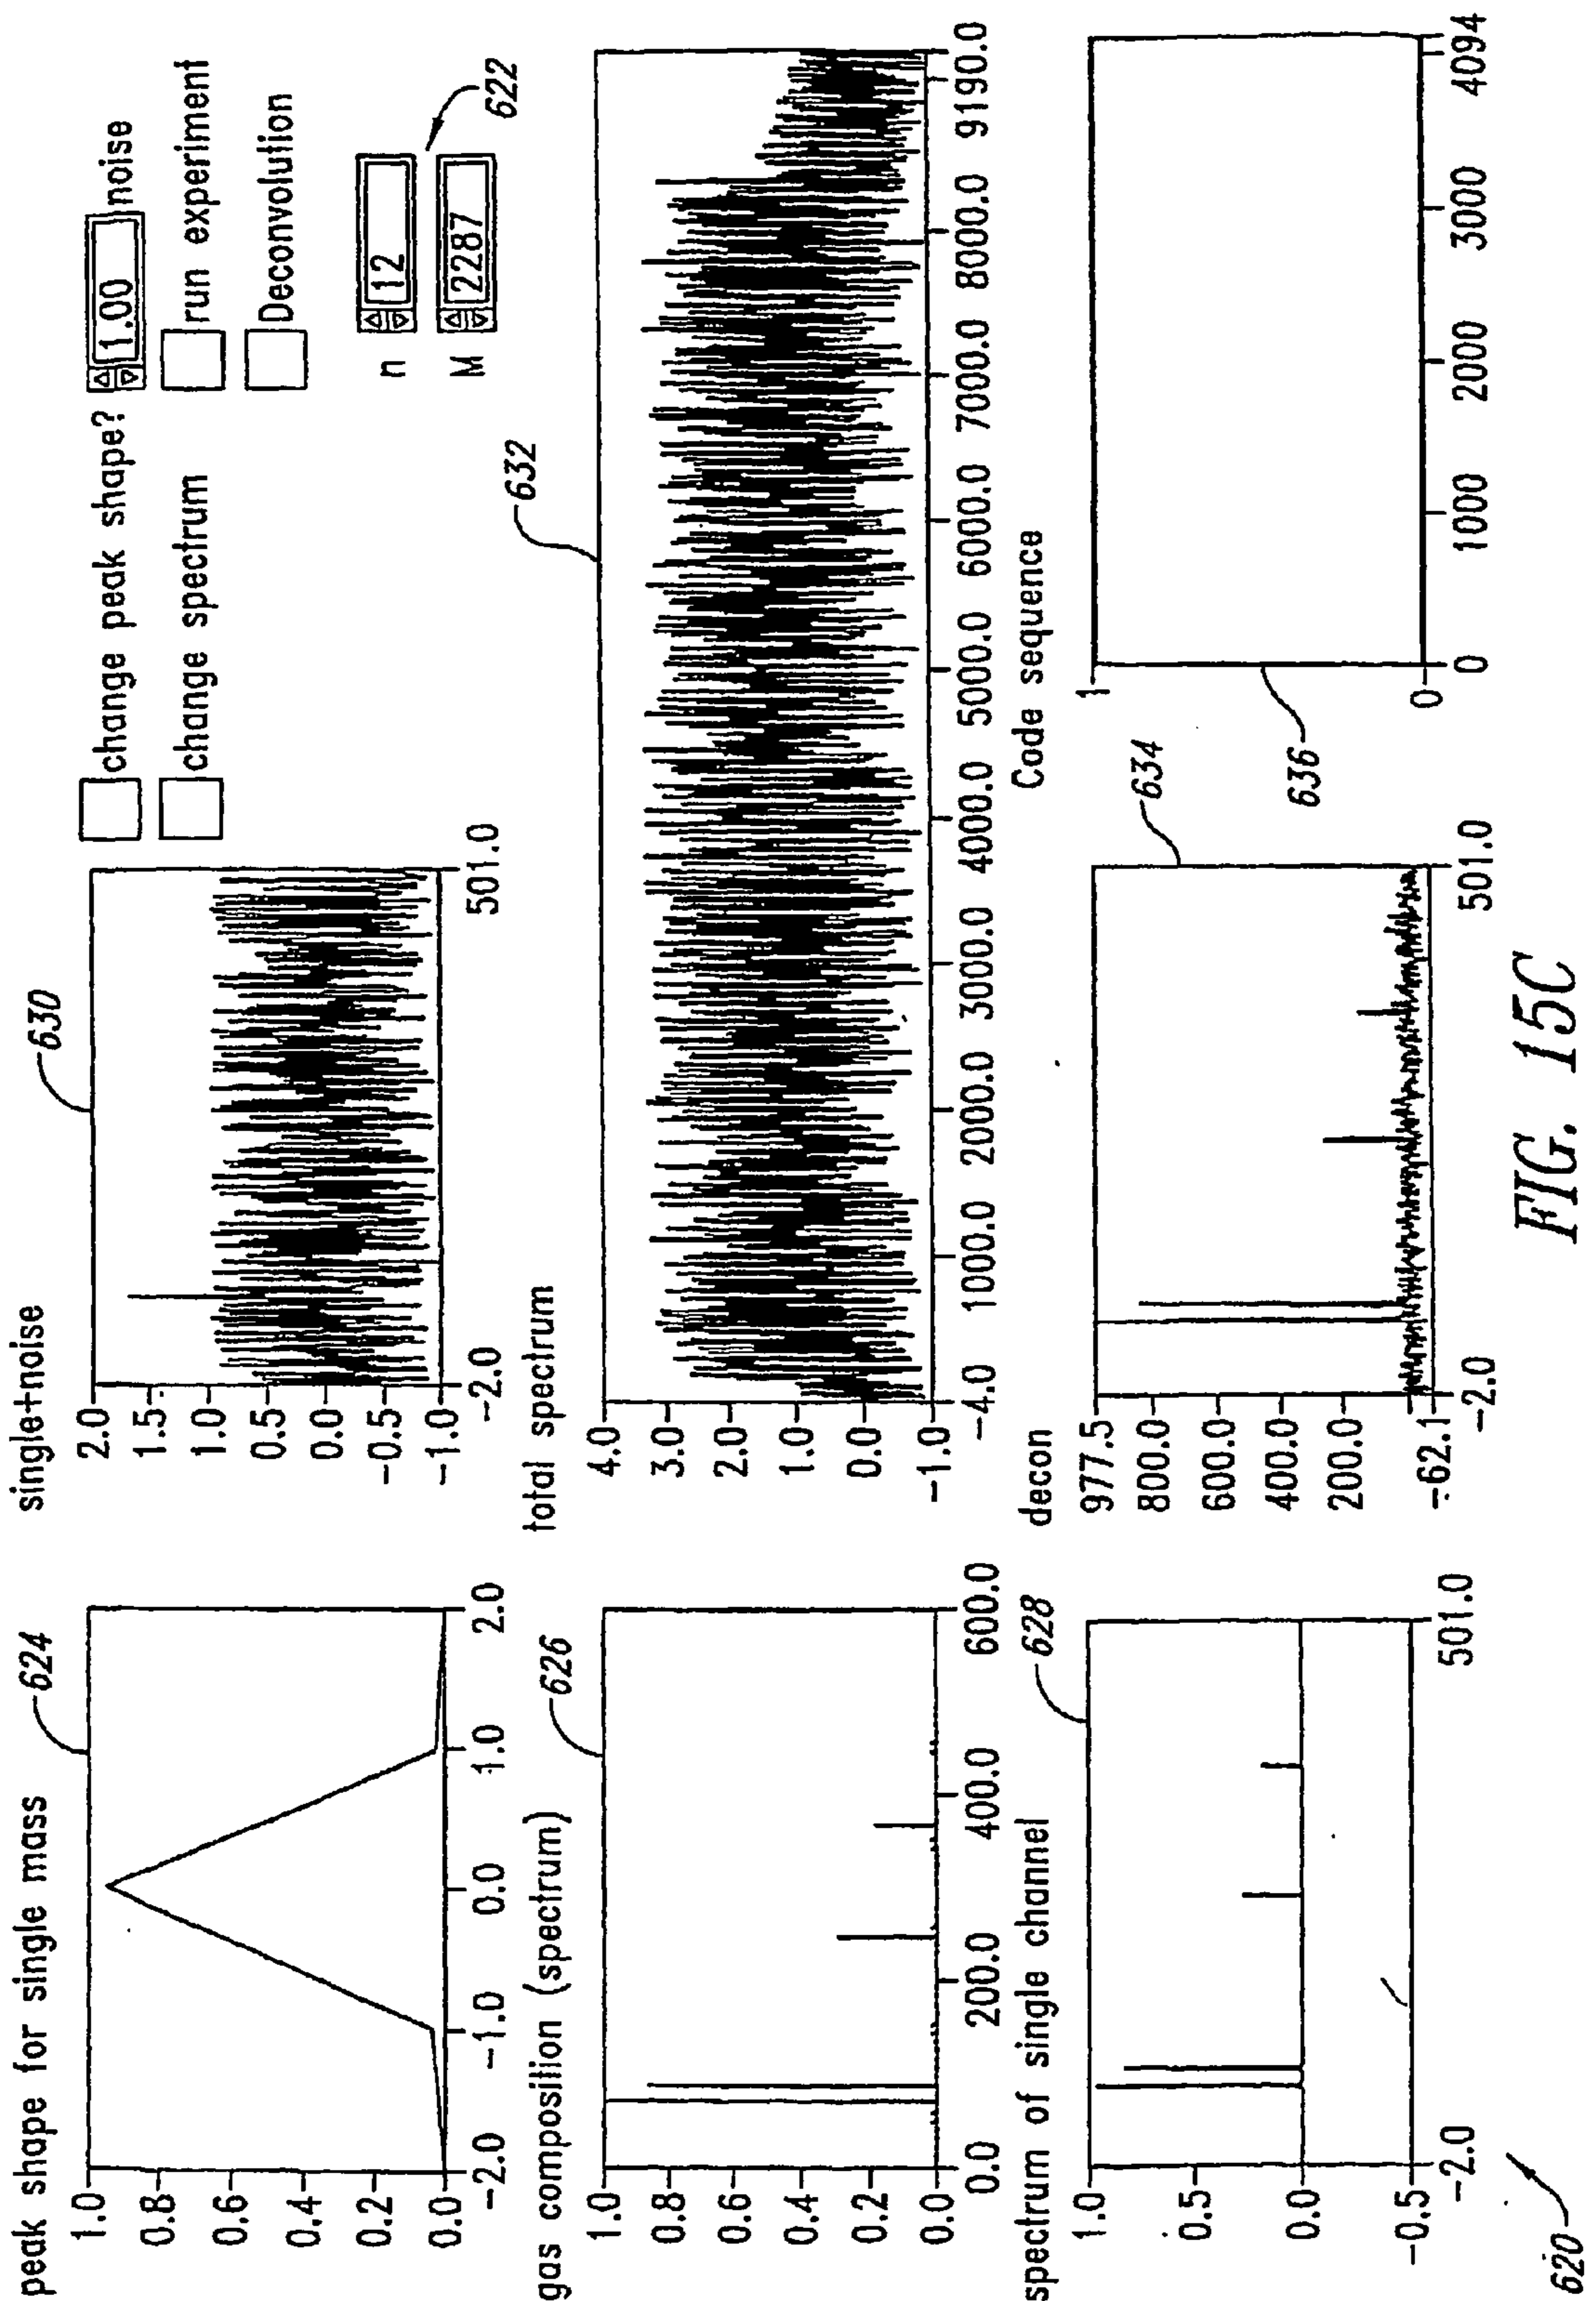 peak shape for single mass
624
1.0
0.8
0.6
0.4
0.2
0.0
-2.0 -1.0 0.0 1.0 2.0
gas composition (spectrum)
626
1.0
0.8
0.6
0.4
0.2
0.0
0.0 200.0 400.0 600.0
spectrum of single channel
628
1.0
0.5
0.0
-0.5
-2.0 501.0
620
single+noise
630
2.0
1.5
1.0
0.5
0.0
-0.5
-1.0
-2.0 501.0
change peak shape?
1.00 noise
change spectrum
run experiment
Deconvolution
n 12
M 2287
622
total spectrum
632
4.0
3.0
2.0
1.0
0.0
-1.0
-4.0 1000.0 2000.0 3000.0 4000.0 5000.0 6000.0 7000.0 8000.0 9190.0
decon
634
977.5
800.0
600.0
400.0
200.0
-62.1
-2.0 501.0
Code sequence
636
1
0
0 1000 2000 3000 4094
FIG. 15C